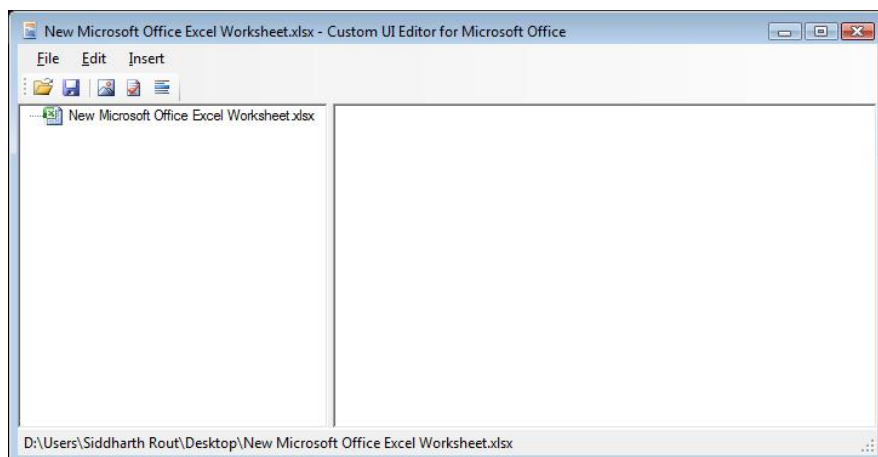 New Microsoft Office Excel Worksheet.xlsx - Custom UI Editor for Microsoft Office
File Edit Insert
New Microsoft Office Excel Worksheet.xlsx
D:\Users\Siddharth Rout\Desktop\New Microsoft Office Excel Worksheet.xlsx